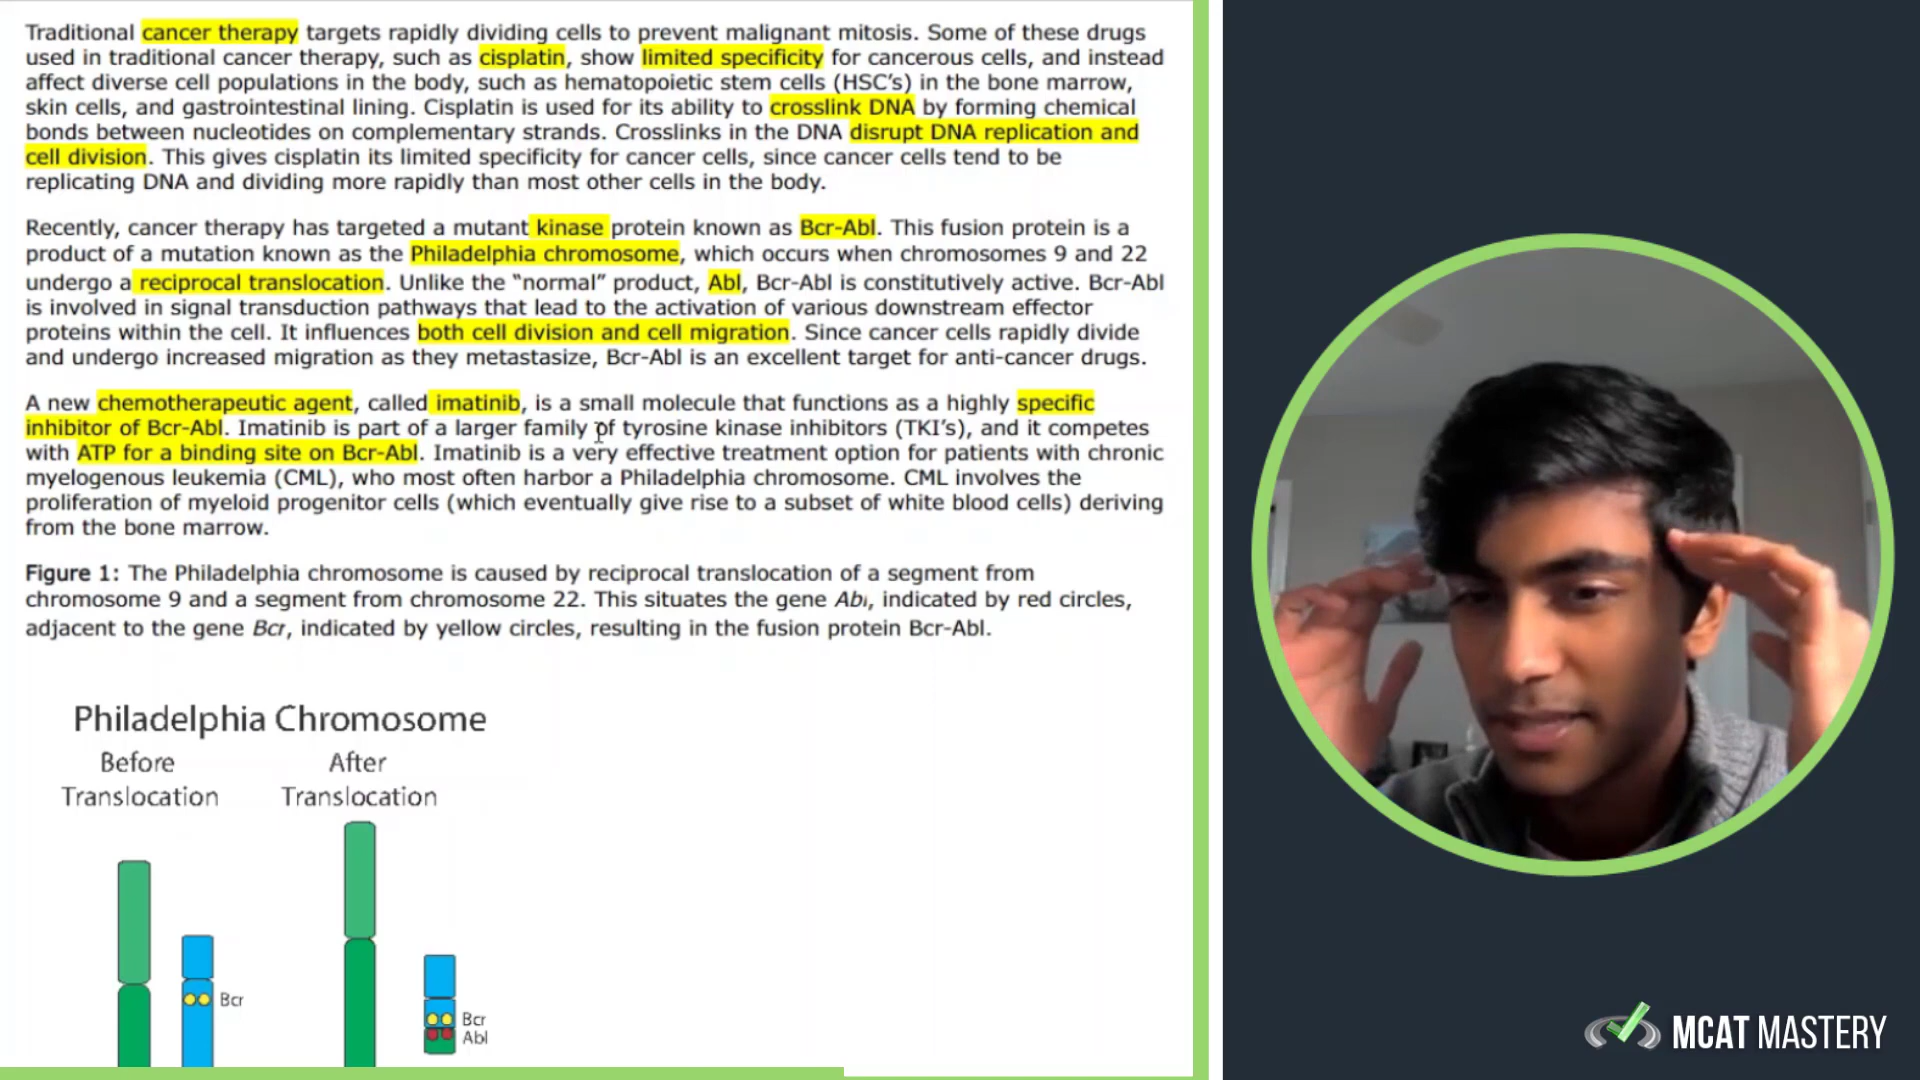 Traditional cancer therapy targets rapidly dividing cells to prevent malignant mitosis. Some of these drugs
used in traditional cancer therapy, such as cisplatin, show limited specificity for cancerous cells, and instead
affect diverse cell populations in the body, such as hematopoietic stem cells (HSC’s) in the bone marrow,
skin cells, and gastrointestinal lining. Cisplatin is used for its ability to crosslink DNA by forming chemical
bonds between nucleotides on complementary strands. Crosslinks in the DNA disrupt DNA replication and
cell division. This gives cisplatin its limited specificity for cancer cells, since cancer cells tend to be
replicating DNA and dividing more rapidly than most other cells in the body.
Recently, cancer therapy has targeted a mutant kinase protein known as Bcr-Abl. This fusion protein is a
product of a mutation known as the Philadelphia chromosome, which occurs when chromosomes 9 and 22
undergo a reciprocal translocation. Unlike the “normal” product, Abl, Bcr-Abl is constitutively active. Bcr-Abl
is involved in signal transduction pathways that lead to the activation of various downstream effector
proteins within the cell. It influences both cell division and cell migration. Since cancer cells rapidly divide
and undergo increased migration as they metastasize, Bcr-Abl is an excellent target for anti-cancer drugs.
A new chemotherapeutic agent, called imatinib, is a small molecule that functions as a highly specific
inhibitor of Bcr-Abl. Imatinib is part of a larger family of tyrosine kinase inhibitors (TKI’s), and it competes
with ATP for a binding site on Bcr-Abl. Imatinib is a very effective treatment option for patients with chronic
myelogenous leukemia (CML), who most often harbor a Philadelphia chromosome. CML involves the
proliferation of myeloid progenitor cells (which eventually give rise to a subset of white blood cells) deriving
from the bone marrow.
Figure 1: The Philadelphia chromosome is caused by reciprocal translocation of a segment from
chromosome 9 and a segment from chromosome 22. This situates the gene Abl, indicated by red circles,
adjacent to the gene Bcr, indicated by yellow circles, resulting in the fusion protein Bcr-Abl.
Philadelphia Chromosome
Before
Translocation
After
Translocation
Bcr
Bcr
Abl
MCAT MASTERY